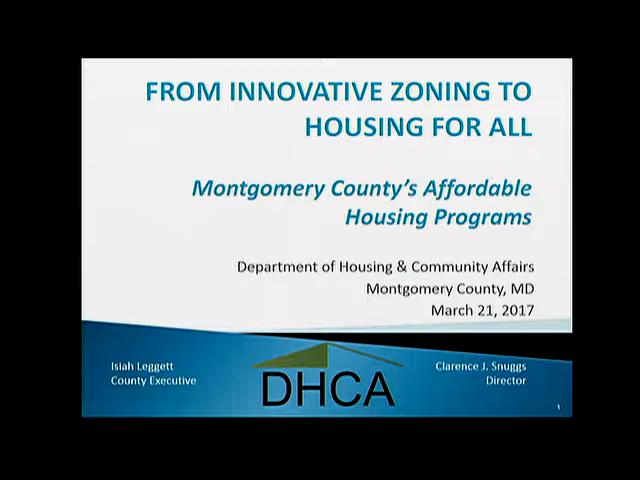 FROM INNOVATIVE ZONING TO
HOUSING FOR ALL
Montgomery County's Affordable
Housing Programs
Department of Housing & Community Affairs
Montgomery County, MD
March 21, 2017
Isiah Leggett
County Executive
DHCA
Clarence J. Snuggs
Director
1